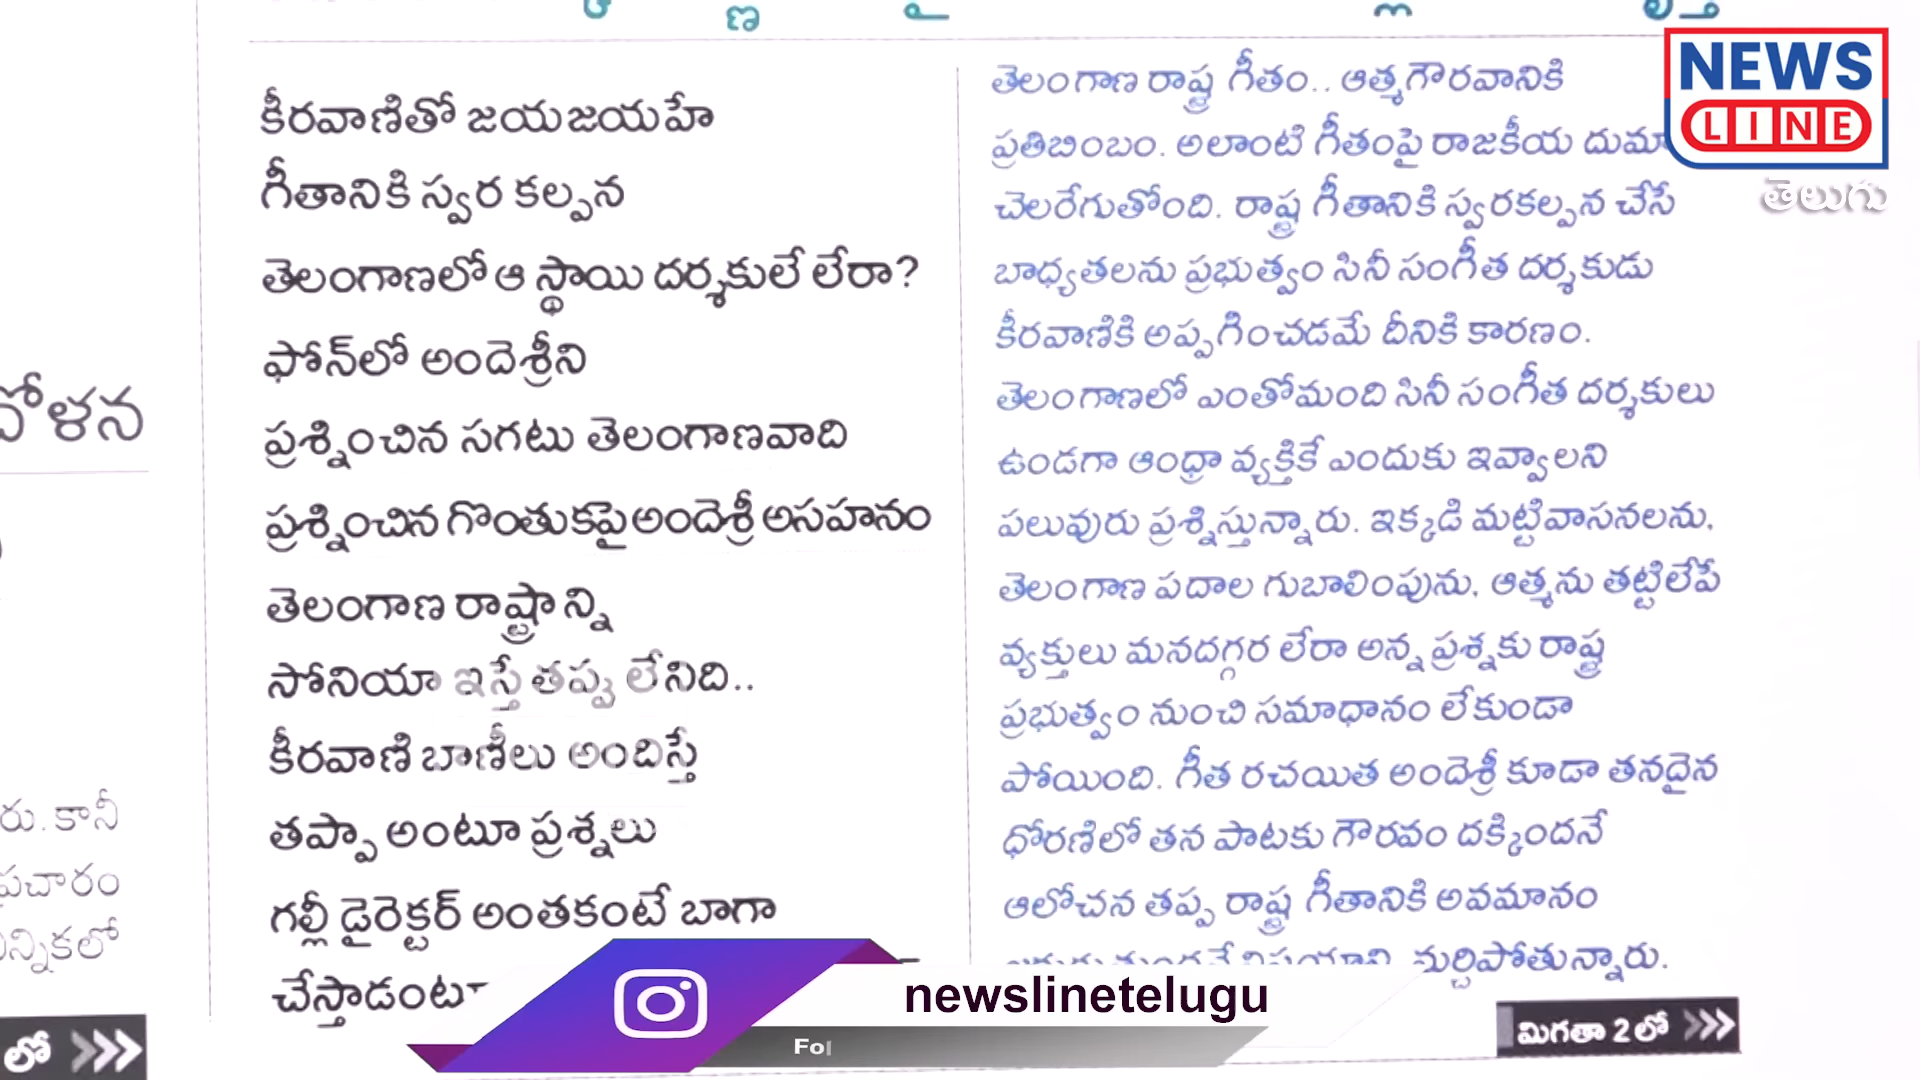 కీరవాణితో జయజయహే
గీతానికి స్వర కల్పన
తెలంగాణలో ఆ స్థాయి దర్శకులే లేరా?
ఫోన్‌లో అందెశ్రీని
ప్రశ్నించిన సగటు తెలంగాణవాది
ప్రశ్నించిన గొంతుకపై అందెశ్రీ అసహనం
తెలంగాణ రాష్ట్రాన్ని
సోనియా ఇస్తే తప్పు లేనిది..
కీరవాణి బాణీలు అందిస్తే
తప్పా అంటూ ప్రశ్నలు
గల్లీ డైరెక్టర్ అంతకంటే బాగా
చేస్తాడంటూ
తెలంగాణ రాష్ట్ర గీతం.. ఆత్మగౌరవానికి
ప్రతిబింబం. అలాంటి గీతంపై రాజకీయ
చెలరేగుతోంది. రాష్ట్ర గీతానికి స్వరకల్పన చేసే
బాధ్యతలను ప్రభుత్వం సినీ సంగీత దర్శకుడు
కీరవాణికి అప్పగించడమే దీనికి కారణం.
తెలంగాణలో ఎంతోమంది సినీ సంగీత దర్శకులు
ఉండగా ఆంధ్రా వ్యక్తికే ఎందుకు ఇవ్వాలని
పలువురు ప్రశ్నిస్తున్నారు. ఇక్కడి మట్టివాసనలను,
తెలంగాణ పదాల గుబాలింపును, ఆత్మను తట్టిలేపే
వ్యక్తులు మనదగ్గర లేరా అన్న ప్రశ్నకు రాష్ట్ర
ప్రభుత్వం నుంచి సమాధానం లేకుండా
పోయింది. గీత రచయిత అందెశ్రీ కూడా తనదైన
ధోరణిలో తన పాటకు గౌరవం దక్కిందనే
ఆలోచన తప్ప రాష్ట్ర గీతానికి అవమానం
మర్చిపోతున్నారు.
మిగతా 2లో
రు. కానీ
లో
NEWS
LINE
తెలుగు
newslinetelugu
Fol